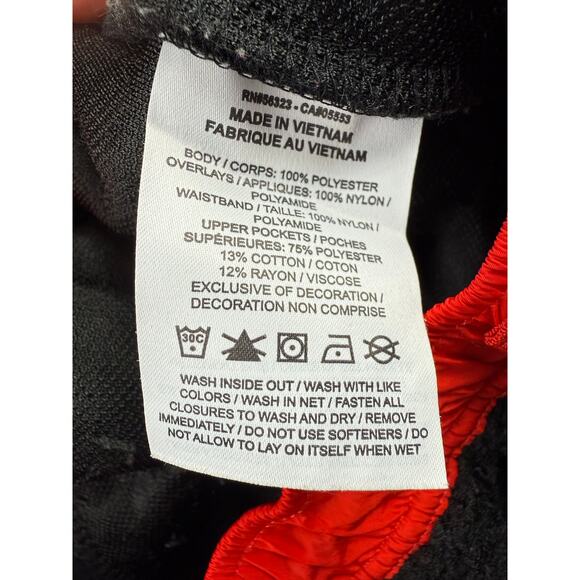 RN#56323 - CA#05553
MADE IN VIETNAM
FABRIQUE AU VIETNAM
BODY / CORPS: 100% POLYESTER
OVERLAYS / APPLIQUES: 100% NYLON /
POLYAMIDE
WAISTBAND / TAILLE: 100% NYLON /
POLYAMIDE
UPPER POCKETS / POCHES
SUPÉRIEURES: 75% POLYESTER
13% COTTON / COTON
12% RAYON / VISCOSE
EXCLUSIVE OF DECORATION /
DECORATION NON COMPRISE
30C
WASH INSIDE OUT / WASH WITH LIKE
COLORS / WASH IN NET / FASTEN ALL
CLOSURES TO WASH AND DRY / REMOVE
IMMEDIATELY / DO NOT USE SOFTENERS / DO
NOT ALLOW TO LAY ON ITSELF WHEN WET